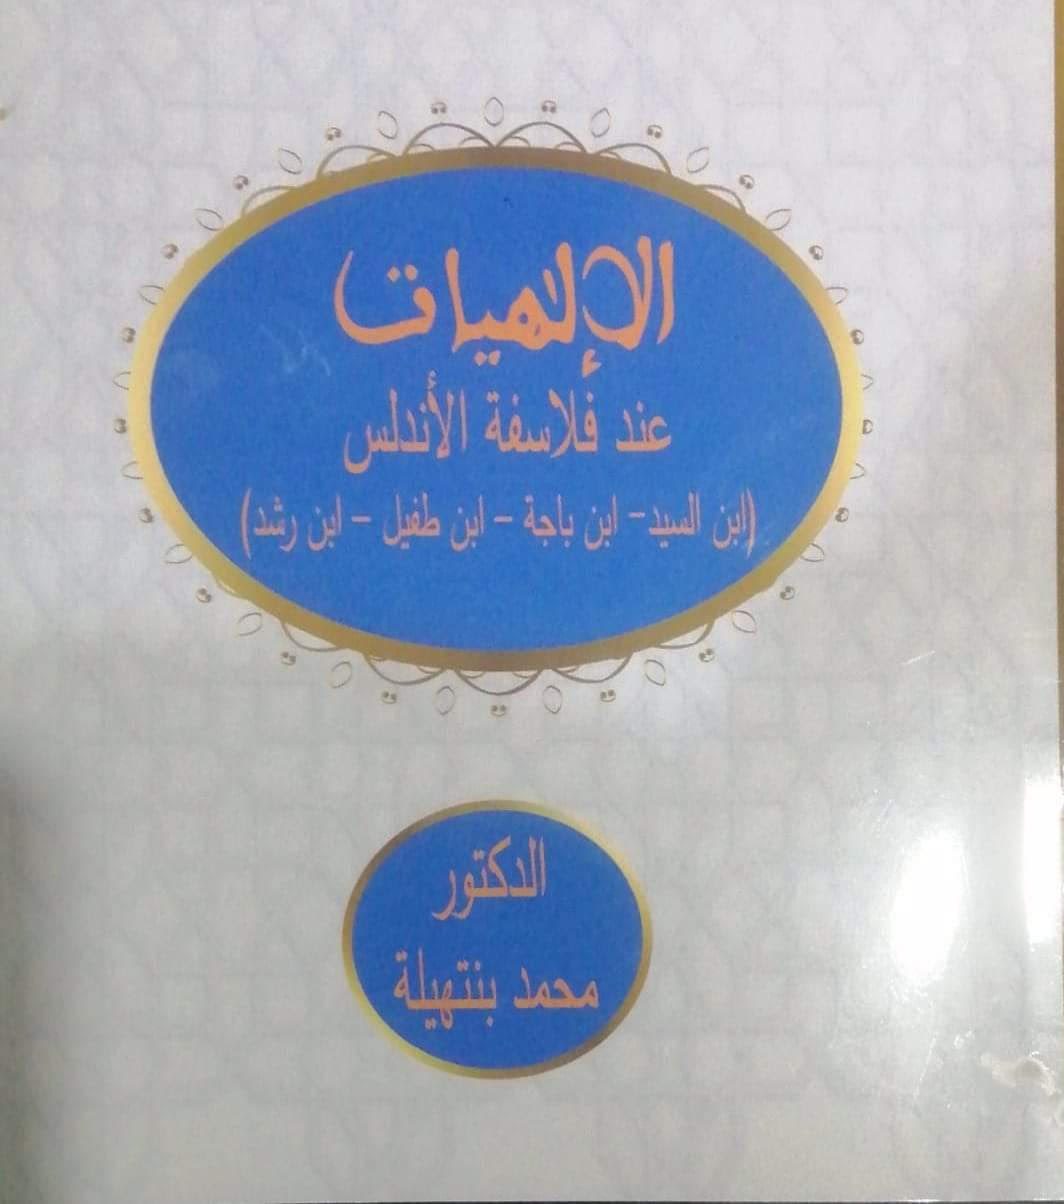 الإلهيات
عند فلاسفة الأندلس
(ابن السيد- ابن باجة - ابن طفيل - ابن رشد)
الدكتور
محمد بنتهيلة